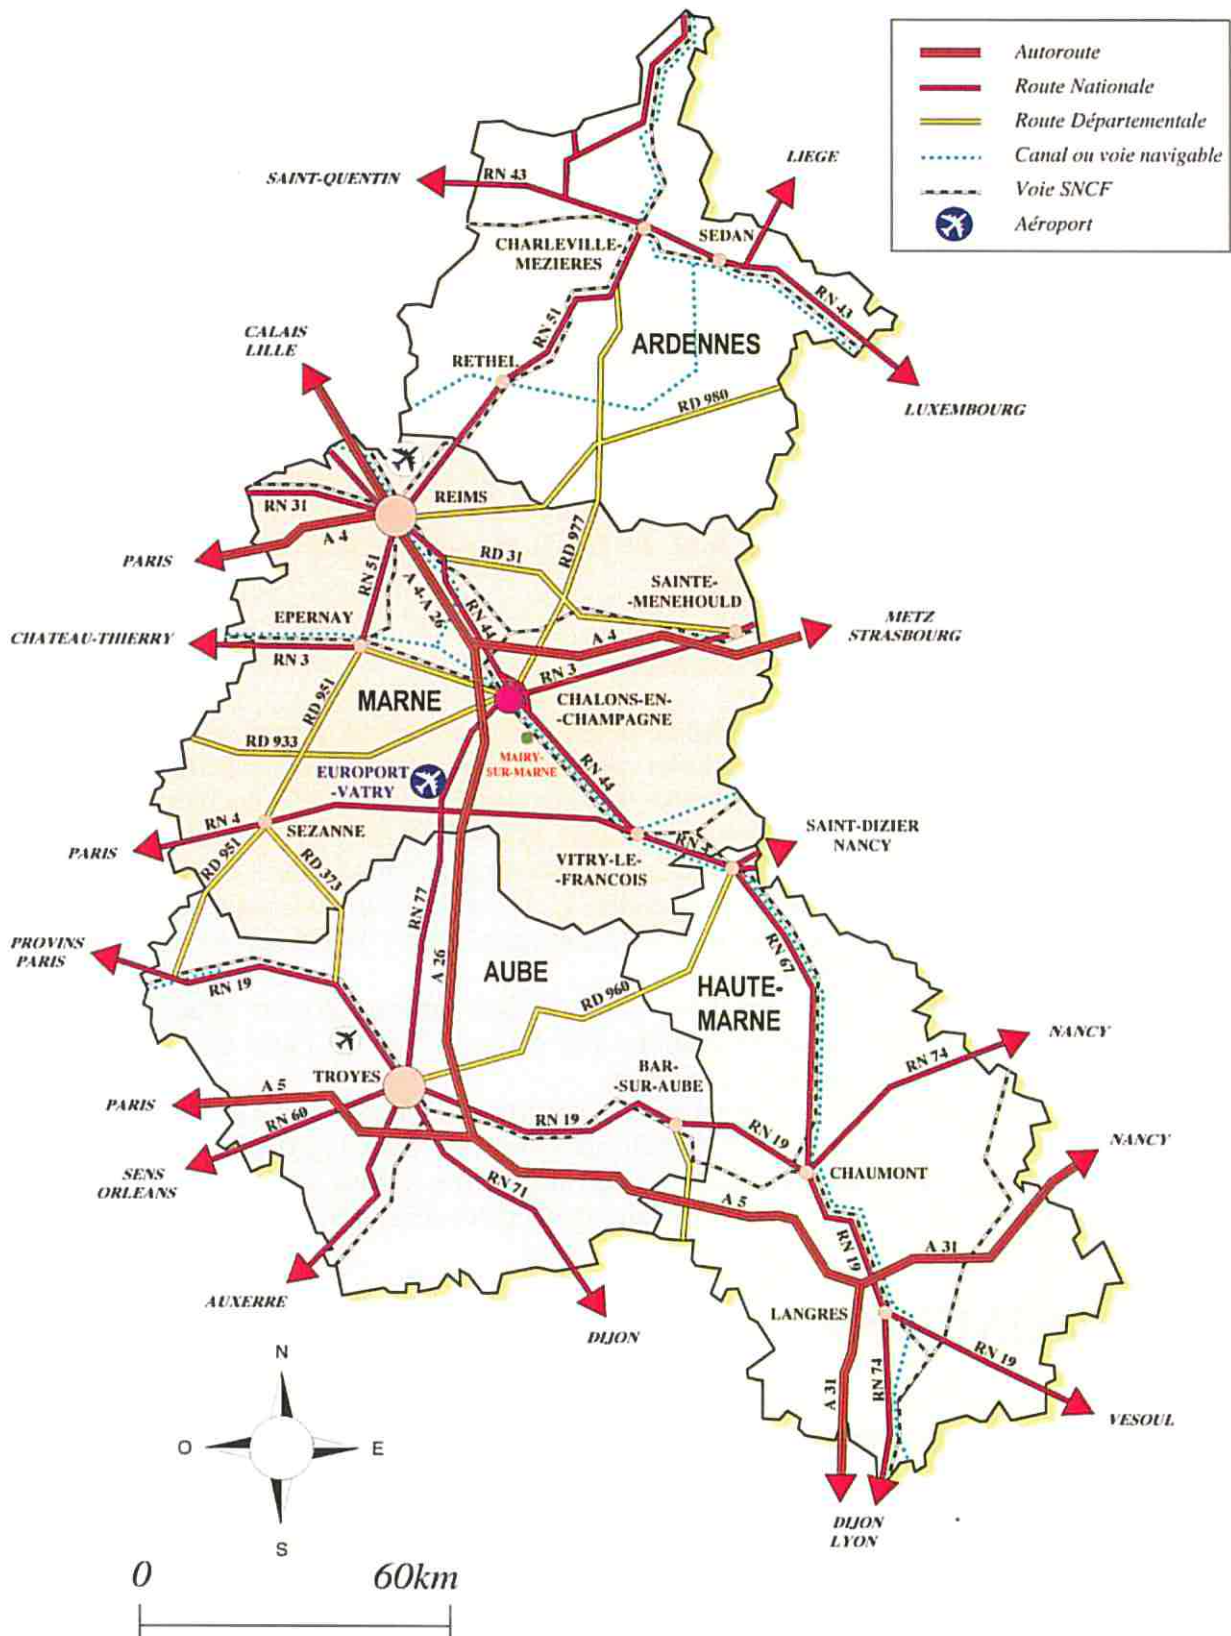 Autoroute
Route Nationale
Route Départementale
Canal ou voie navigable
Voie SNCF
Aéroport
LIEGE
SAINT-QUENTIN
RN 43
SEDAN
CHARLEVILLE-
MEZIERES
RN 43
CALAIS
LILLE
RN 51
ARDENNES
RETHEL
LUXEMBOURG
RD 980
REIMS
RN 31
A 4
PARIS
RN 51
RD 31
RD 977
SAINTE-
-MENEHOULD
A 4-A 26
RN 44
METZ
STRASBOURG
EPERNAY
CHATEAU-THIERRY
A 4
RN 3
RN 3
MARNE
CHALONS-EN-
-CHAMPAGNE
RD 951
RD 933
MAIRY-
SUR-MARNE
EUROPORT
-VATRY
RN 44
RN 4
SEZANNE
PARIS
SAINT-DIZIER
NANCY
RN 4
VITRY-LE-
-FRANCOIS
RD 951
RD 373
RN 77
PROVINS
PARIS
RN 19
A 26
AUBE
RN 67
RD 960
HAUTE-
MARNE
NANCY
RN 74
TROYES
BAR-
-SUR-AUBE
A 5
PARIS
RN 60
RN 19
RN 19
NANCY
SENS
ORLEANS
CHAUMONT
RN 71
A 5
RN 19
A 31
AUXERRE
DIJON
LANGRES
RN 19
A 31
RN 74
VESOUL
DIJON
LYON
N
O
E
S
0
60km